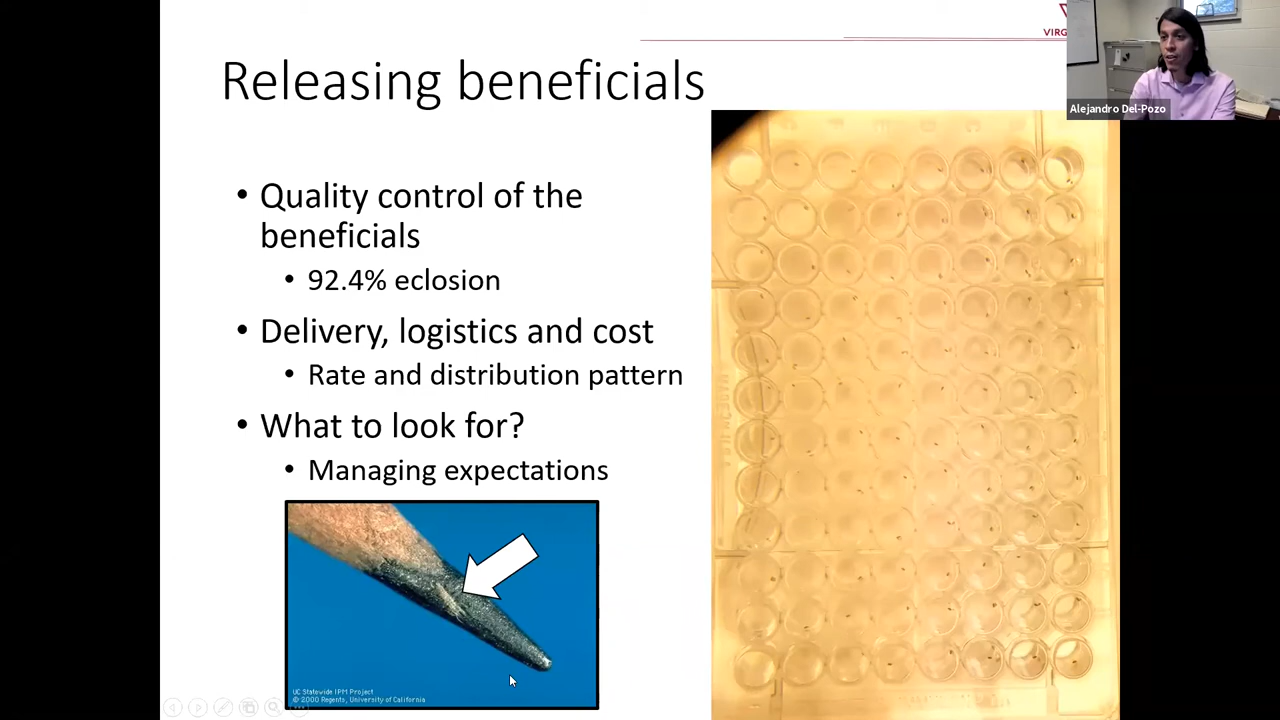 VIRG
Alejandro Del-Pozo
Releasing beneficials
• Quality control of the
beneficials
• 92.4% eclosion
• Delivery, logistics and cost
• Rate and distribution pattern
• What to look for?
• Managing expectations
UC Statewide IPM Project
© 2000 Regents, University of California